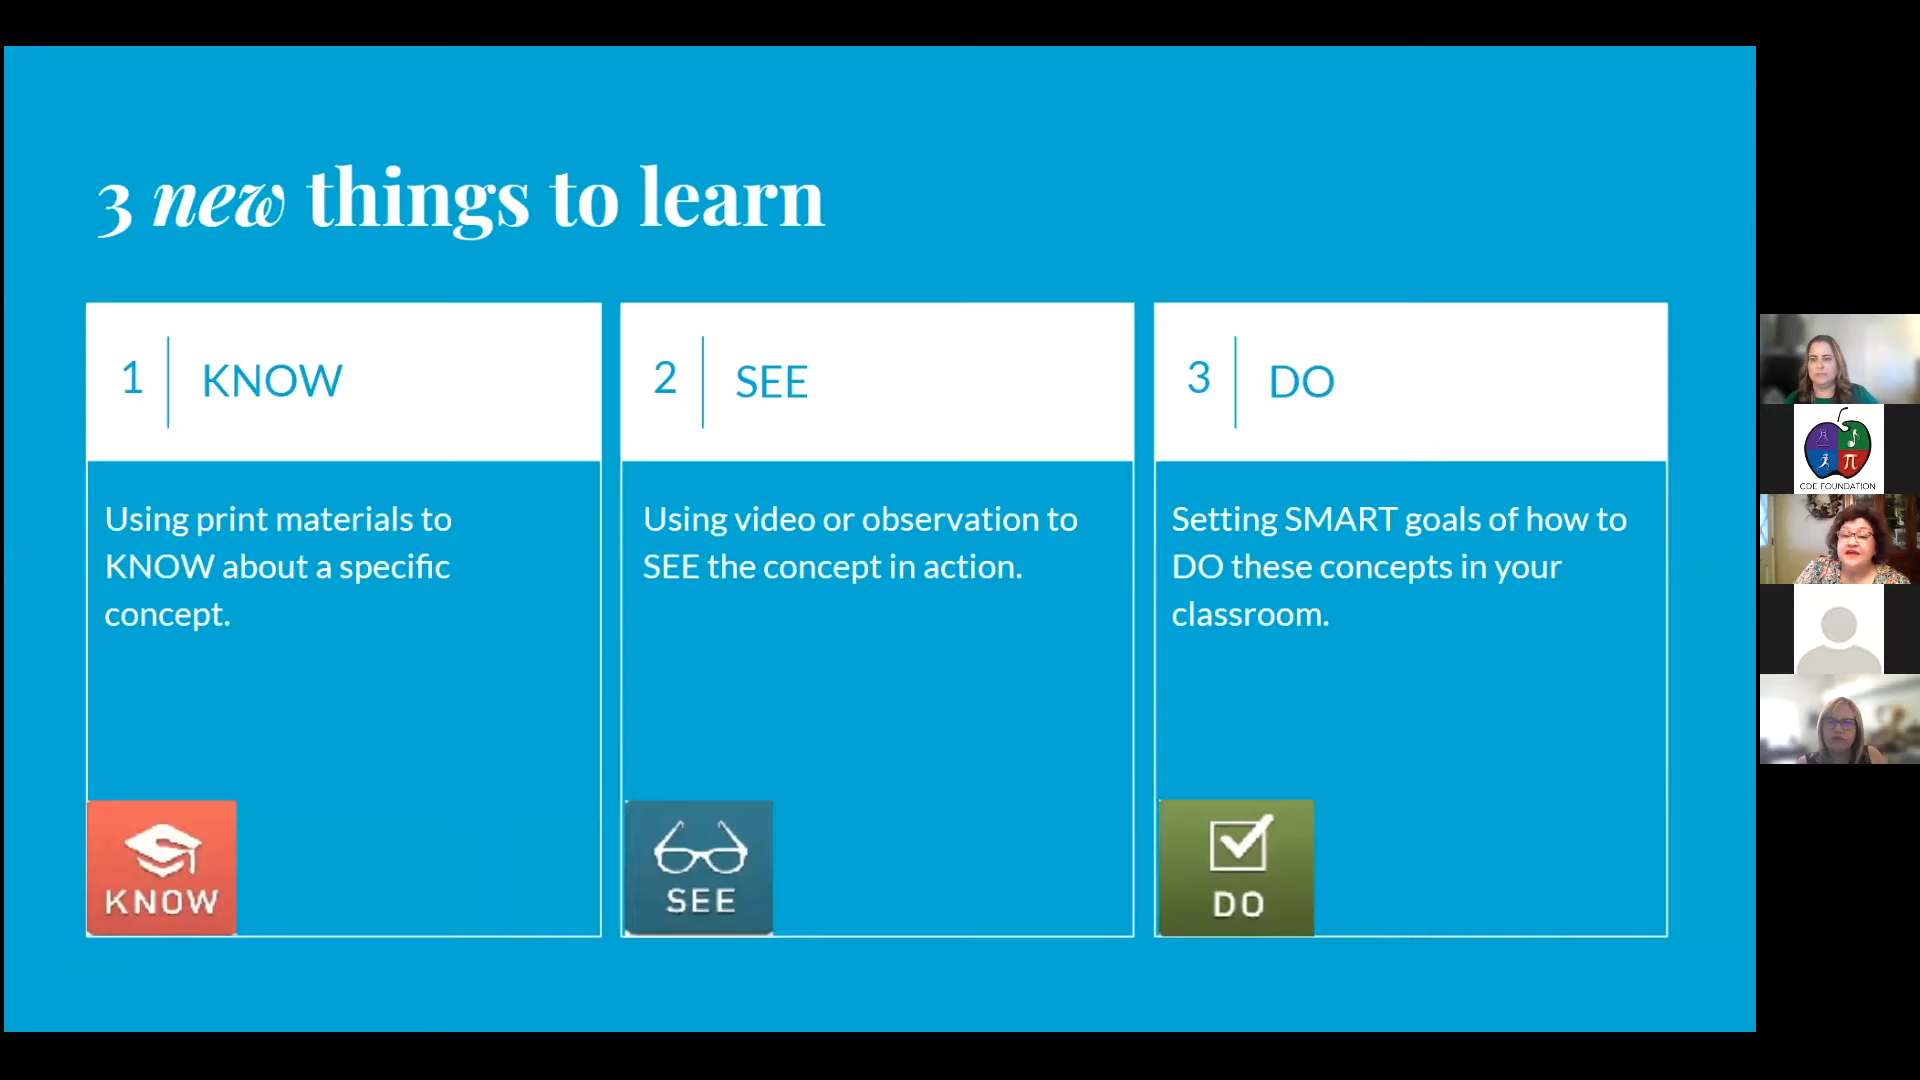 3 new things to learn
1 KNOW
Using print materials to
KNOW about a specific
concept.
KNOW
2 SEE
Using video or observation to
SEE the concept in action.
SEE
3 DO
Setting SMART goals of how to
DO these concepts in your
classroom.
DO
π
CDE FOUNDATION